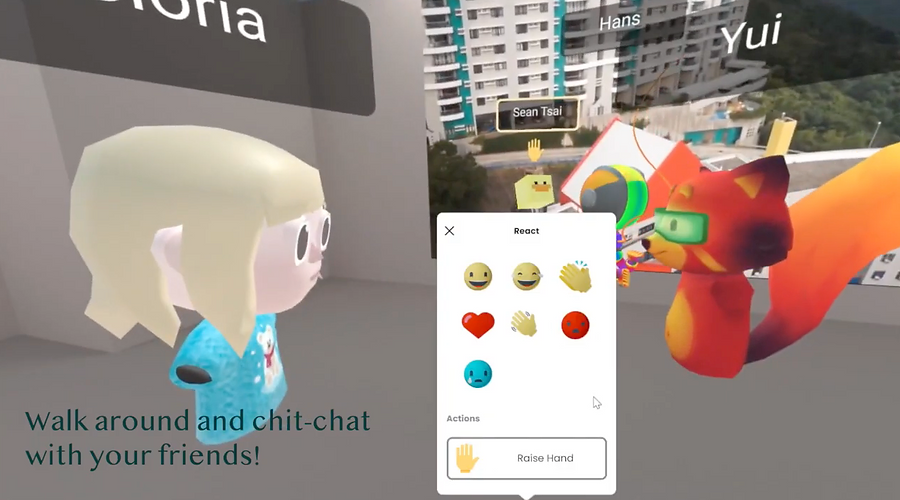 Hans
Yui
Sean Tsai
React
Actions
Raise Hand
Walk around and chit-chat
with your friends!